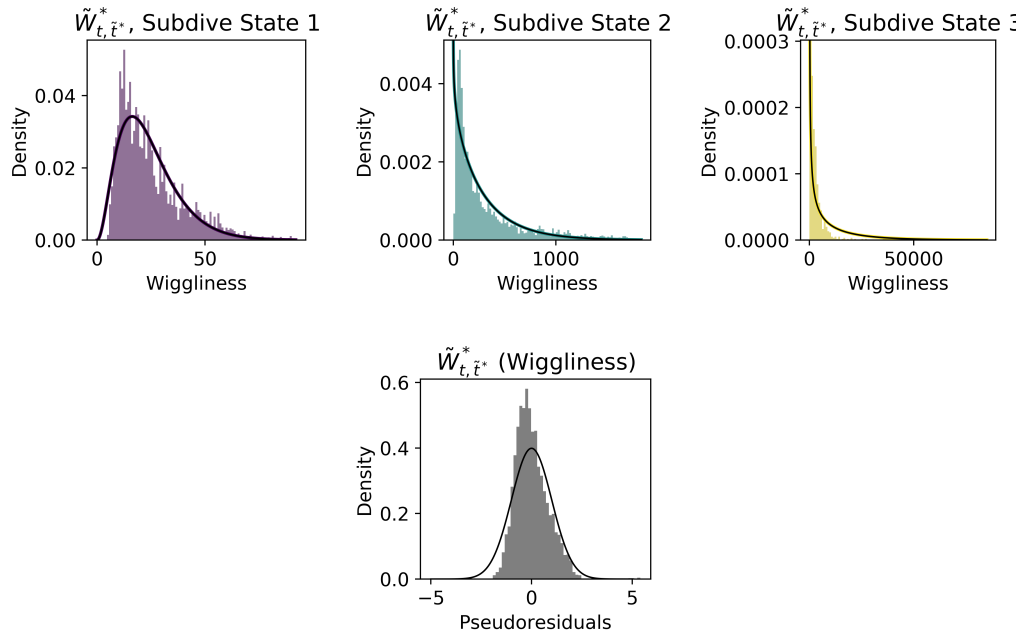 W̃*t,t̃*, Subdive State 1
W̃*t,t̃*, Subdive State 2
W̃*t,t̃*, Subdive State 3
Density
0.04
0.02
0.00
0
50
Wiggliness
Density
0.004
0.002
0.000
0
1000
Wiggliness
Density
0.0003
0.0002
0.0001
0.0000
0
50000
Wiggliness
W̃*t,t̃* (Wiggliness)
Density
0.6
0.4
0.2
0.0
−5
0
5
Pseudoresiduals